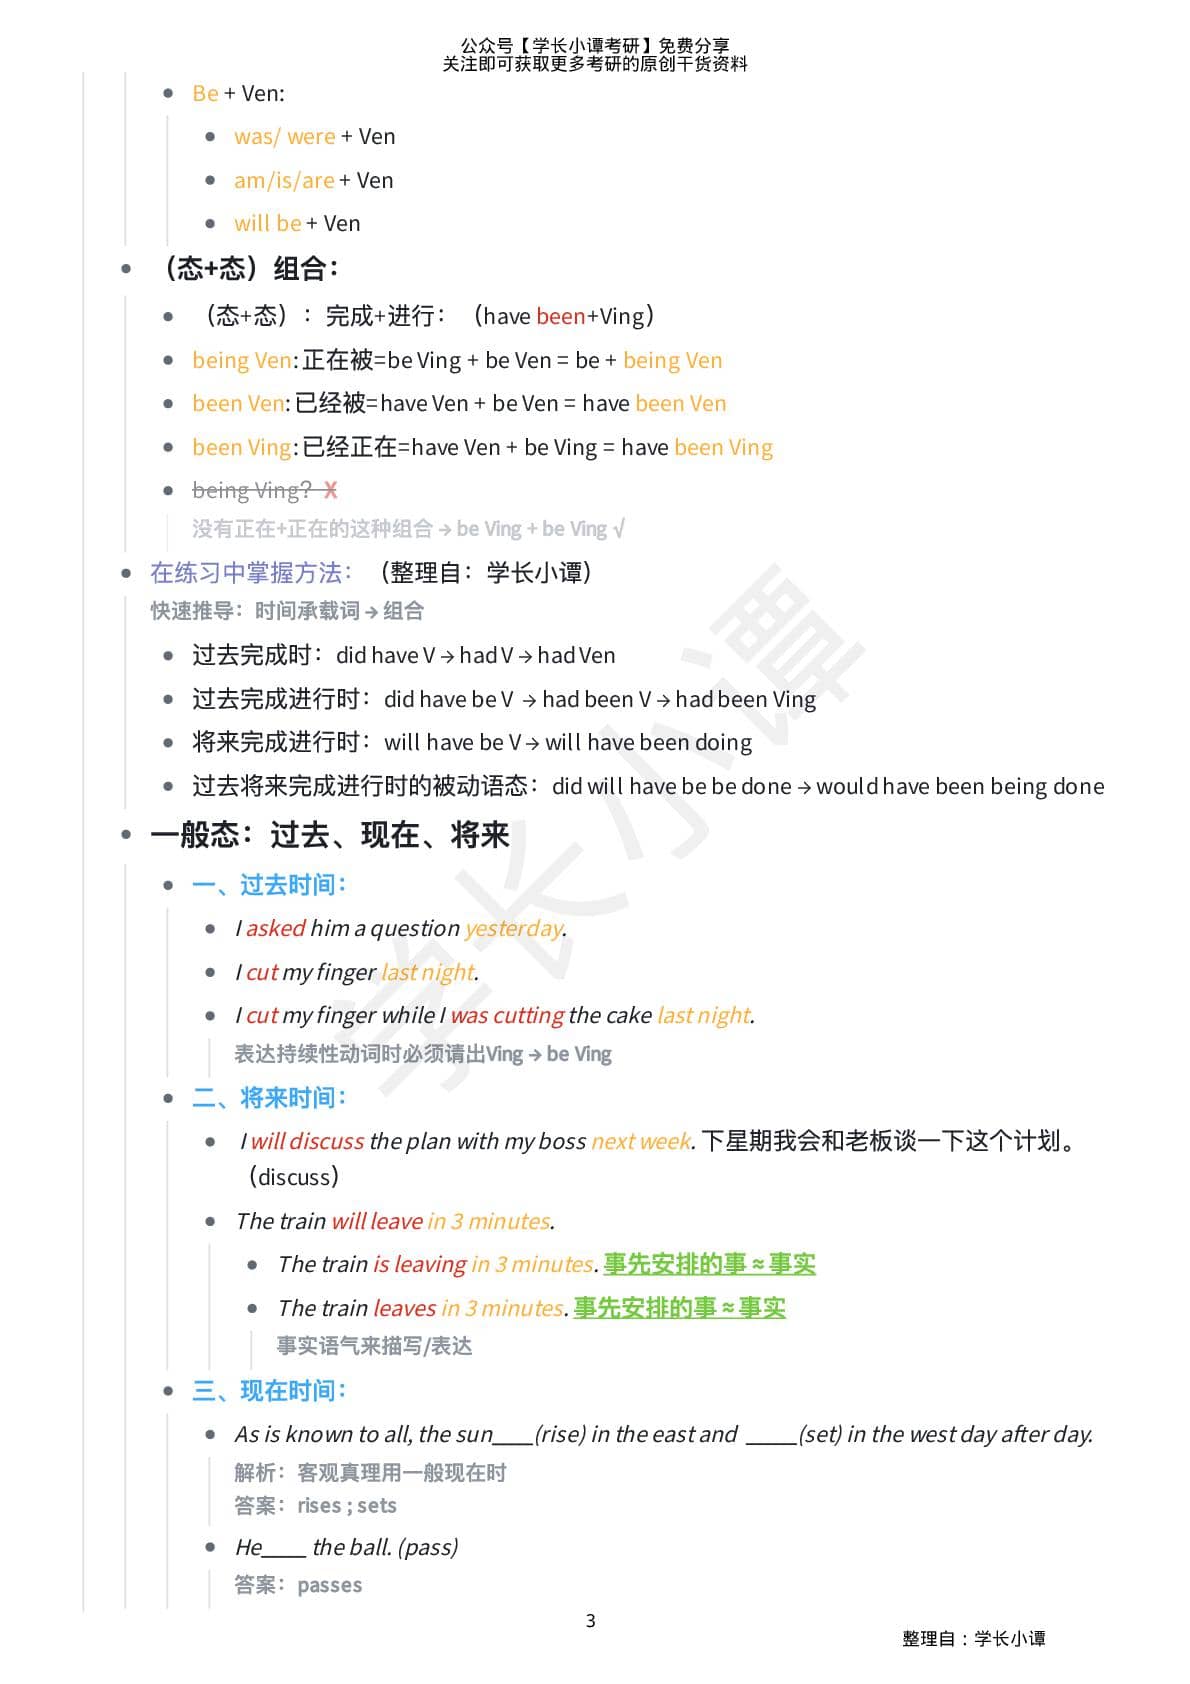 公众号【学长小谭考研】免费分享
关注即可获取更多考研的原创干货资料
Be + Ven:
was/ were + Ven
am/is/are + Ven
will be + Ven
（态+态）组合：
（态+态）：完成+进行：（have been+Ving）
being Ven:正在被=be Ving + be Ven = be + being Ven
been Ven:已经被=have Ven + be Ven = have been Ven
been Ving:已经正在=have Ven + be Ving = have been Ving
being Ving? X
没有正在+正在的这种组合→be Ving + be Ving √
在练习中掌握方法：（整理自：学长小谭）
快速推导：时间承载词→组合
过去完成时：did have V→had V→had Ven
过去完成进行时：did have be V →had been V→had been Ving
将来完成进行时：will have be V→will have been doing
过去将来完成进行时的被动语态：did will have be be done→would have been being done
一般态：过去、现在、将来
一、过去时间：
I asked him a question yesterday.
I cut my finger last night.
I cut my finger while I was cutting the cake last night.
表达持续性动词时必须请出Ving→be Ving
二、将来时间：
I will discuss the plan with my boss next week. 下星期我会和老板谈一下这个计划。
（discuss）
The train will leave in 3 minutes.
The train is leaving in 3 minutes. 事先安排的事≈事实
The train leaves in 3 minutes. 事先安排的事≈事实
事实语气来描写/表达
三、现在时间：
As is known to all, the sun____(rise) in the east and _____(set) in the west day after day.
解析：客观真理用一般现在时
答案：rises ; sets
He____ the ball. (pass)
答案：passes
3
整理自：学长小谭
学长小谭